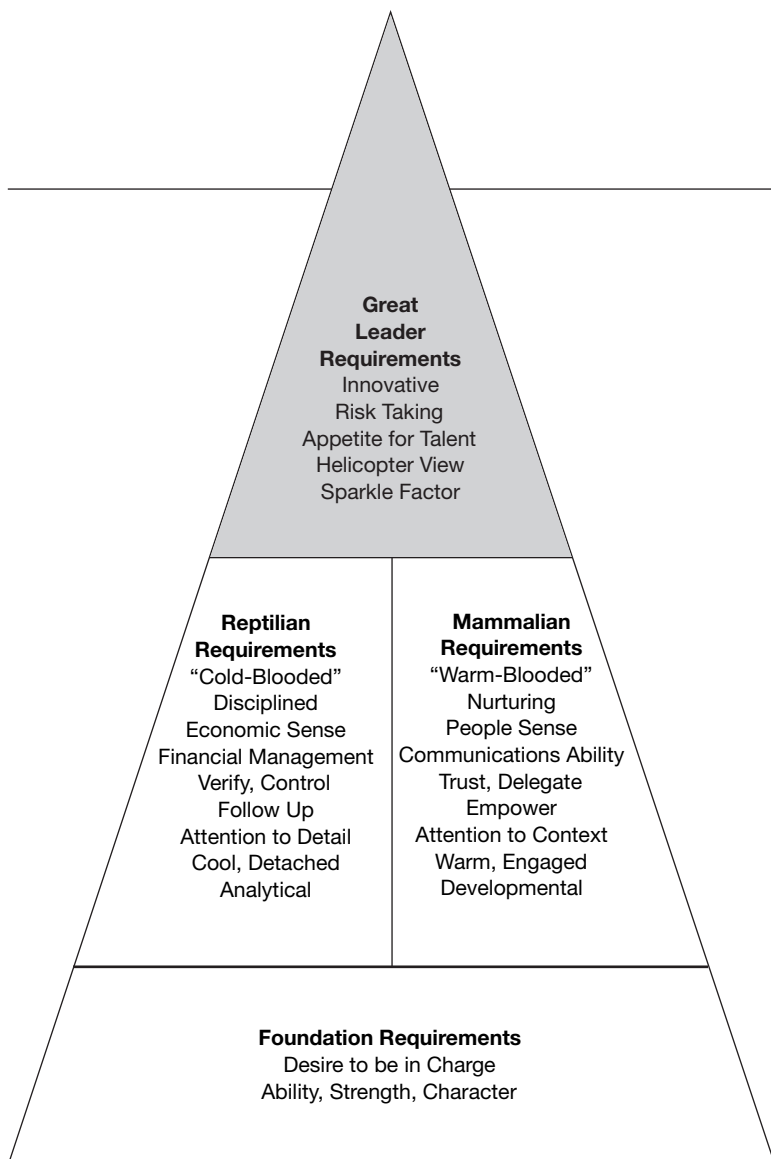 Great
Leader
Requirements
Innovative
Risk Taking
Appetite for Talent
Helicopter View
Sparkle Factor
Reptilian
Requirements
“Cold-Blooded”
Disciplined
Economic Sense
Financial Management
Verify, Control
Follow Up
Attention to Detail
Cool, Detached
Analytical
Mammalian
Requirements
“Warm-Blooded”
Nurturing
People Sense
Communications Ability
Trust, Delegate
Empower
Attention to Context
Warm, Engaged
Developmental
Foundation Requirements
Desire to be in Charge
Ability, Strength, Character